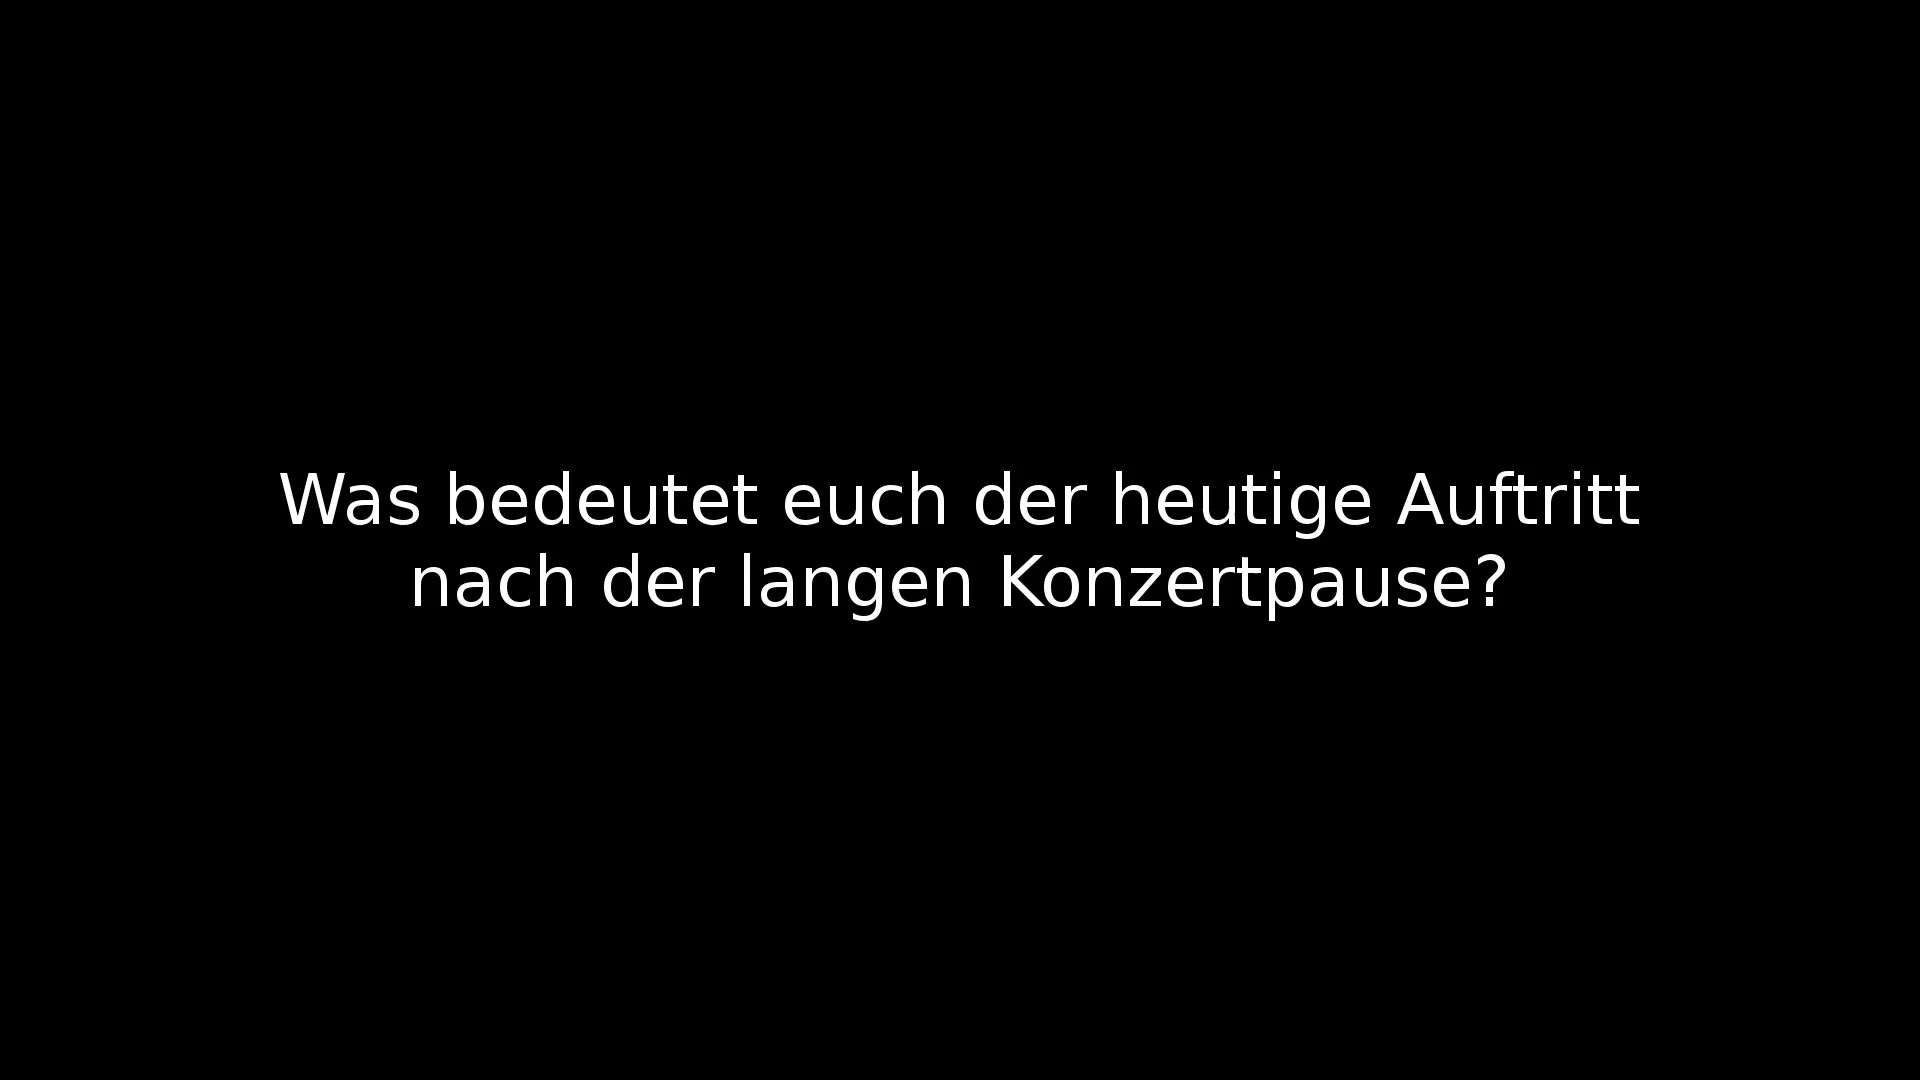 Was bedeutet euch der heutige Auftritt
nach der langen Konzertpause?